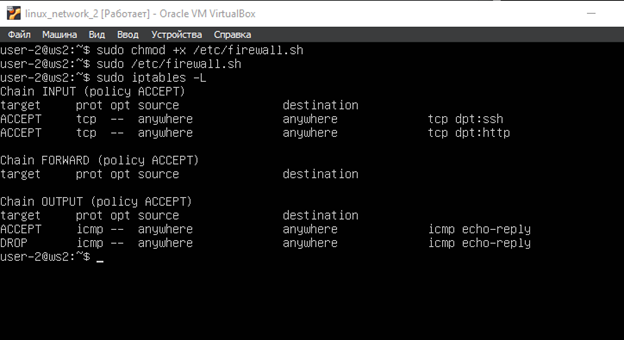 linux_network_2 [Работает] - Oracle VM VirtualBox
Файл Машина Вид Ввод Устройства Справка
user-2@ws2:~$ sudo chmod +x /etc/firewall.sh
user-2@ws2:~$ sudo /etc/firewall.sh
user-2@ws2:~$ sudo iptables -L
Chain INPUT (policy ACCEPT)
target prot opt source destination
ACCEPT tcp -- anywhere anywhere tcp dpt:ssh
ACCEPT tcp -- anywhere anywhere tcp dpt:http
Chain FORWARD (policy ACCEPT)
target prot opt source destination
Chain OUTPUT (policy ACCEPT)
target prot opt source destination
ACCEPT icmp -- anywhere anywhere icmp echo-reply
DROP icmp -- anywhere anywhere icmp echo-reply
user-2@ws2:~$ _